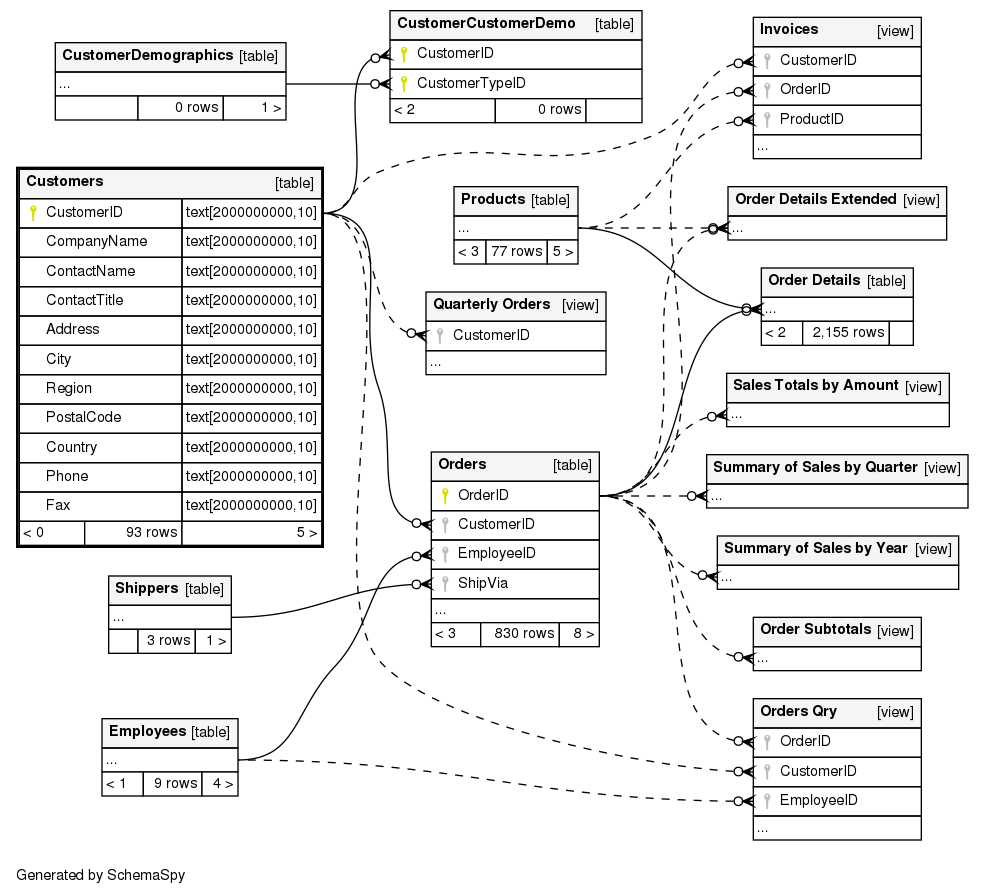 CustomerDemographics [table]
...
0 rows 1 >
CustomerCustomerDemo [table]
CustomerID
CustomerTypeID
< 2 0 rows
Invoices [view]
CustomerID
OrderID
ProductID
...
Customers [table]
CustomerID text[2000000000,10]
CompanyName text[2000000000,10]
ContactName text[2000000000,10]
ContactTitle text[2000000000,10]
Address text[2000000000,10]
City text[2000000000,10]
Region text[2000000000,10]
PostalCode text[2000000000,10]
Country text[2000000000,10]
Phone text[2000000000,10]
Fax text[2000000000,10]
< 0 93 rows 5 >
Products [table]
...
< 3 77 rows 5 >
Order Details Extended [view]
...
Quarterly Orders [view]
CustomerID
...
Order Details [table]
...
< 2 2,155 rows
Sales Totals by Amount [view]
...
Orders [table]
OrderID
CustomerID
EmployeeID
ShipVia
...
< 3 830 rows 8 >
Summary of Sales by Quarter [view]
...
Summary of Sales by Year [view]
...
Shippers [table]
...
3 rows 1 >
Order Subtotals [view]
...
Employees [table]
...
< 1 9 rows 4 >
Orders Qry [view]
OrderID
CustomerID
EmployeeID
...
Generated by SchemaSpy